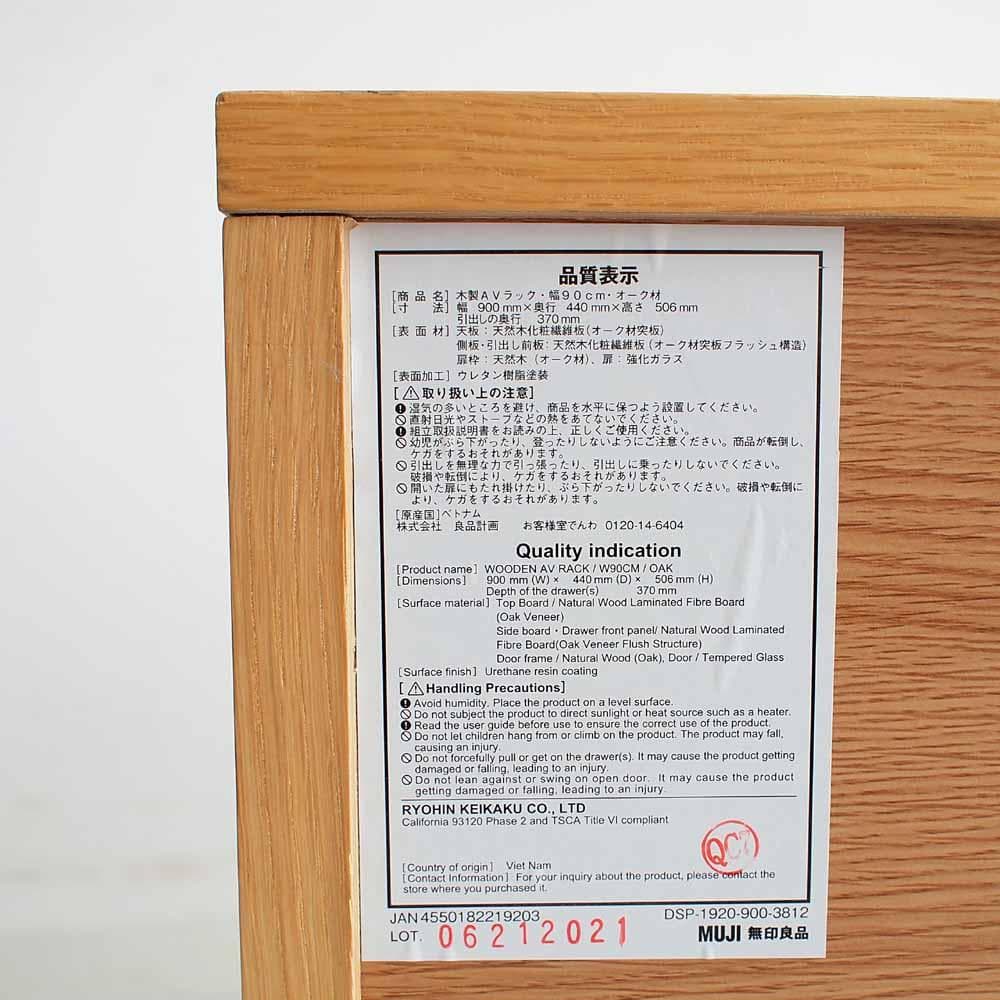 品質表示
[商品名] 木製AVラック・幅90cm・オーク材
[寸 法] 幅 900mm×奥行 440mm×高さ 506mm
引出しの奥行 370mm
[表面材] 天板:天然木化粧繊維板(オーク材突板)
側板・引出し前板:天然木化粧繊維板(オーク材突板フラッシュ構造)
扉枠:天然木(オーク材)、扉:強化ガラス
[表面加工] ウレタン樹脂塗装
[⚠取り扱い上の注意]
湿気の多いところを避け、商品を水平に保つよう設置してください。
直射日光やストーブなどの熱をあてないでください。
組立取扱説明書をお読みの上、正しくご使用ください。
幼児がぶら下がったり、登ったりしないようにご注意ください。商品が転倒し、
ケガをするおそれがあります。
引出しを無理な力で引っ張ったり、引出しに乗ったりしないでください。
破損や転倒により、ケガをするおそれがあります。
開いた扉にもたれ掛けたり、ぶら下がったりしないでください。破損や転倒に
より、ケガをするおそれがあります。
[原産国]ベトナム
株式会社 良品計画 お客様室でんわ 0120-14-6404
Quality indication
[Product name] WOODEN AV RACK / W90CM / OAK
[Dimensions] 900 mm (W) × 440mm (D) × 506mm (H)
Depth of the drawer(s) 370mm
[Surface material] Top Board / Natural Wood Laminated Fibre Board
(Oak Veneer)
Side board・Drawer front panel/ Natural Wood Laminated
Fibre Board(Oak Veneer Flush Structure)
Door frame / Natural Wood (Oak), Door / Tempered Glass
[Surface finish] Urethane resin coating
[⚠Handling Precautions]
Avoid humidity. Place the product on a level surface.
Do not subject the product to direct sunlight or heat source such as a heater.
Read the user guide before use to ensure the correct use of the product.
Do not let children hang from or climb on the product. The product may fall,
causing an injury.
Do not forcefully pull or get on the drawer(s). It may cause the product getting
damaged or falling, leading to an injury.
Do not lean against or swing on open door. It may cause the product
getting damaged or falling, leading to an injury.
RYOHIN KEIKAKU CO., LTD
California 93120 Phase 2 and TSCA Title VI compliant
QC7
[Country of origin] Viet Nam
[Contact Information] For your inquiry about the product, please contact the
store where you purchased it.
JAN 4550182219203 DSP-1920-900-3812
LOT. 06212021 MUJI 無印良品